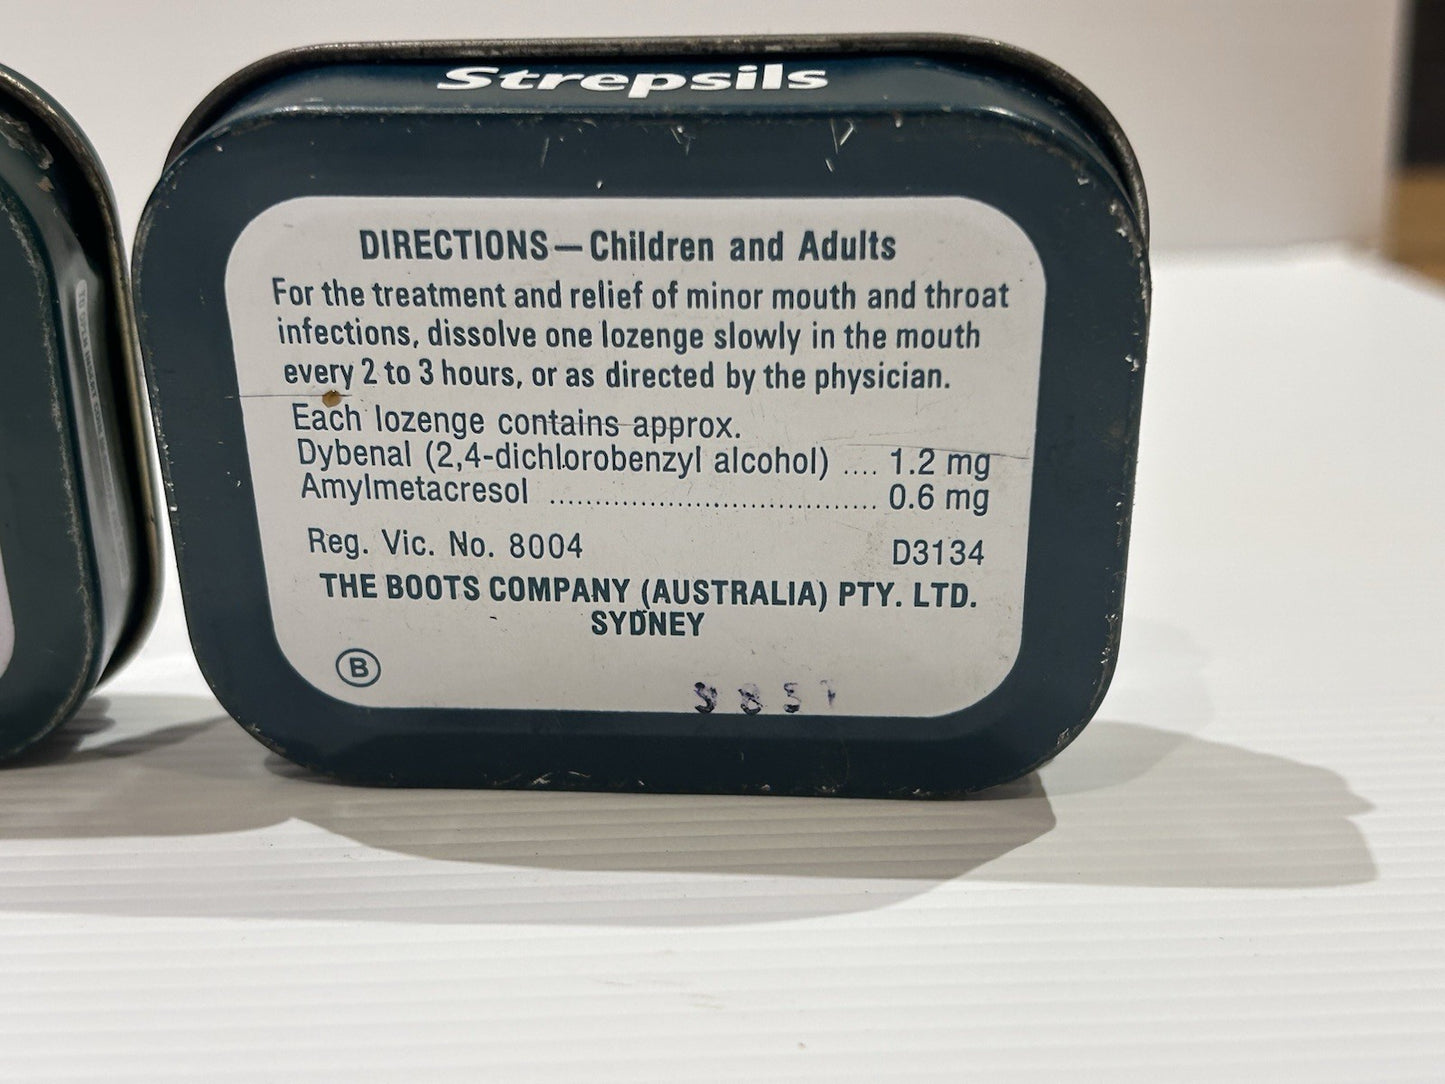 Strepsils
DIRECTIONS — Children and Adults
For the treatment and relief of minor mouth and throat
infections, dissolve one lozenge slowly in the mouth
every 2 to 3 hours, or as directed by the physician.
Each lozenge contains approx.
Dybenal (2,4-dichlorobenzyl alcohol) .... 1.2 mg
Amylmetacresol .................................... 0.6 mg
Reg. Vic. No. 8004 D3134
THE BOOTS COMPANY (AUSTRALIA) PTY. LTD.
SYDNEY
B